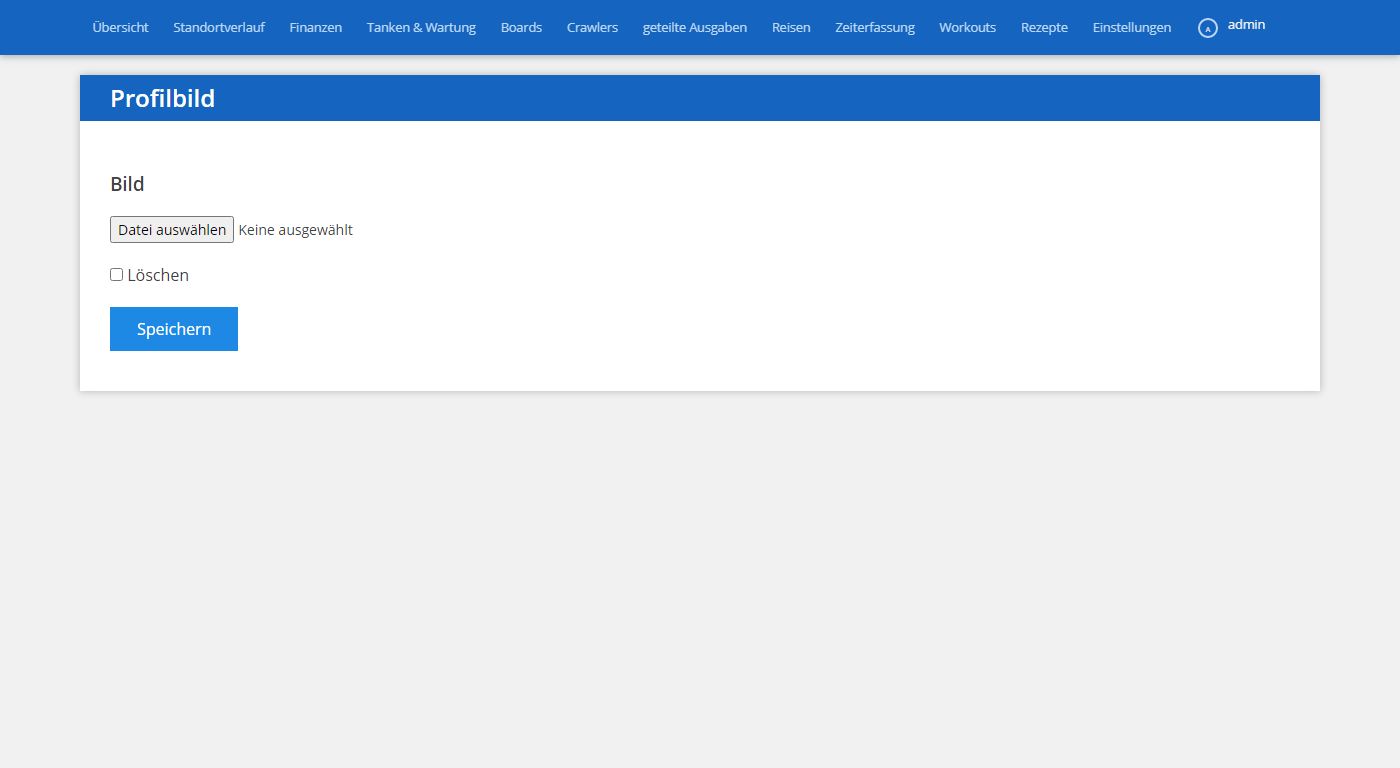 Übersicht Standortverlauf Finanzen Tanken & Wartung Boards Crawlers geteilte Ausgaben Reisen Zeiterfassung Workouts Rezepte Einstellungen A admin
Profilbild
Bild
Datei auswählen Keine ausgewählt
Löschen
Speichern